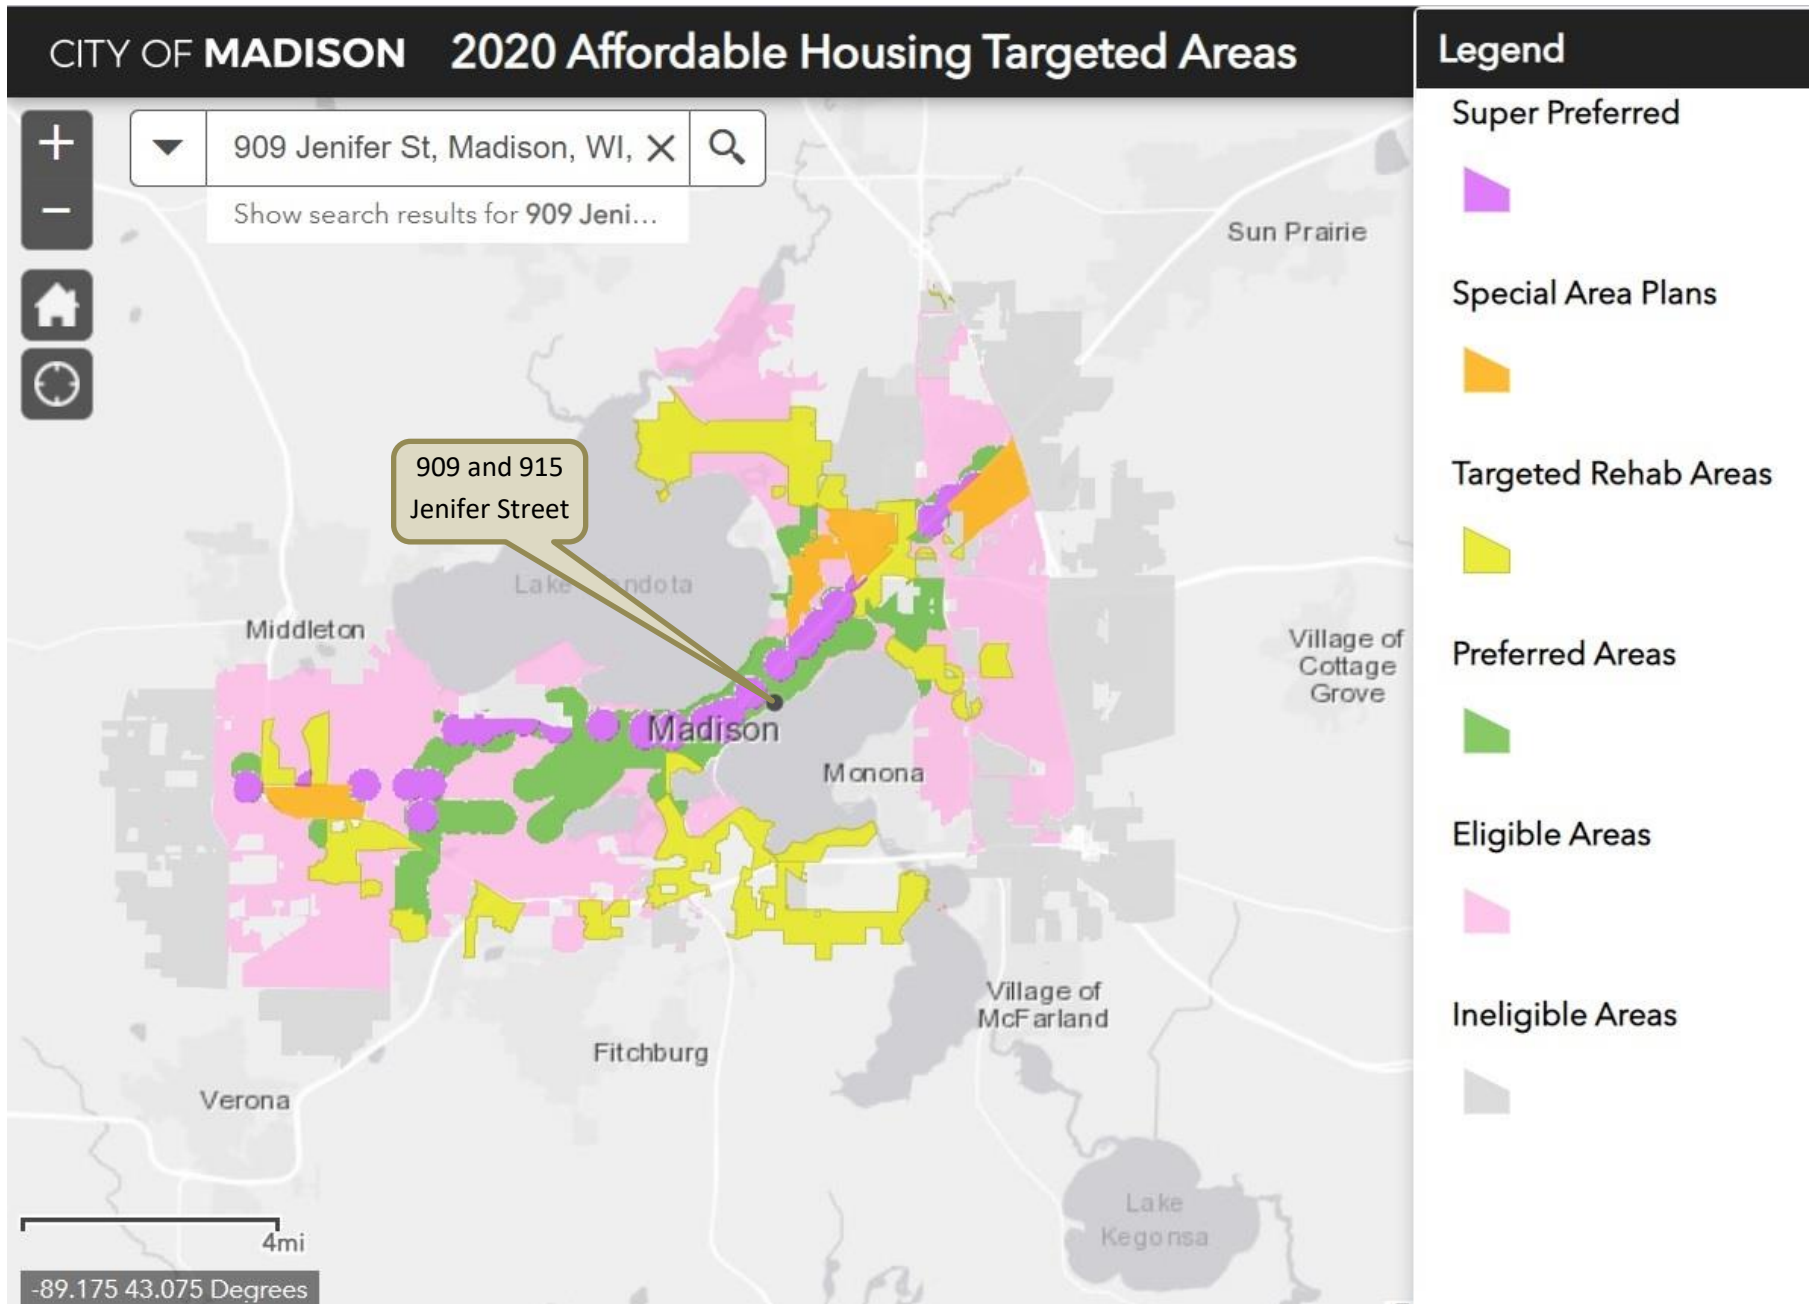 CITY OF MADISON 2020 Affordable Housing Targeted Areas
Legend
909 Jenifer St, Madison, WI,
Show search results for 909 Jeni...
Super Preferred
Special Area Plans
Targeted Rehab Areas
Preferred Areas
Eligible Areas
Ineligible Areas
Sun Prairie
909 and 915
Jenifer Street
Lake ndota
Middleton
Village of
Cottage
Grove
Madison
Monona
Village of
McFarland
Fitchburg
Verona
Lake
Kegonsa
4mi
-89.175 43.075 Degrees